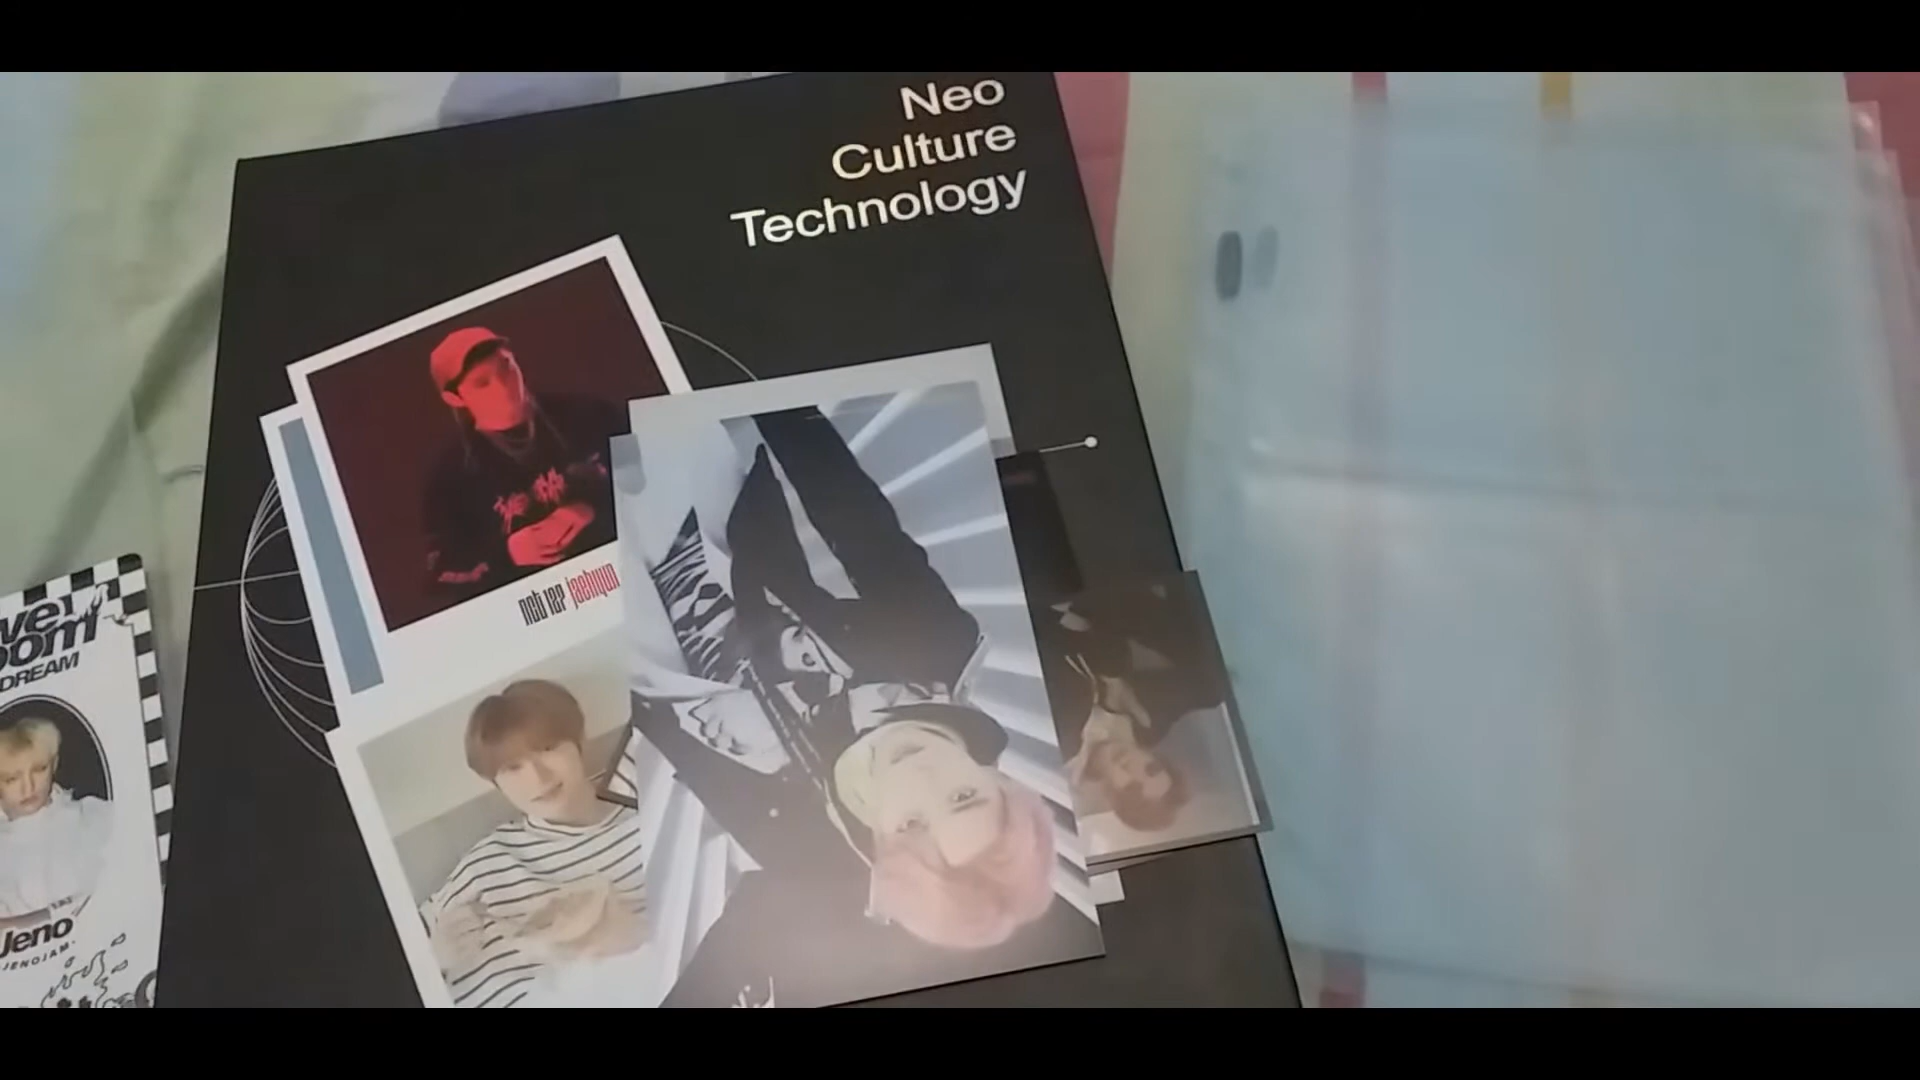 Neo
Culture
Technology
nct 127 jaehyun
DREAM
Jeno
JENOJAM